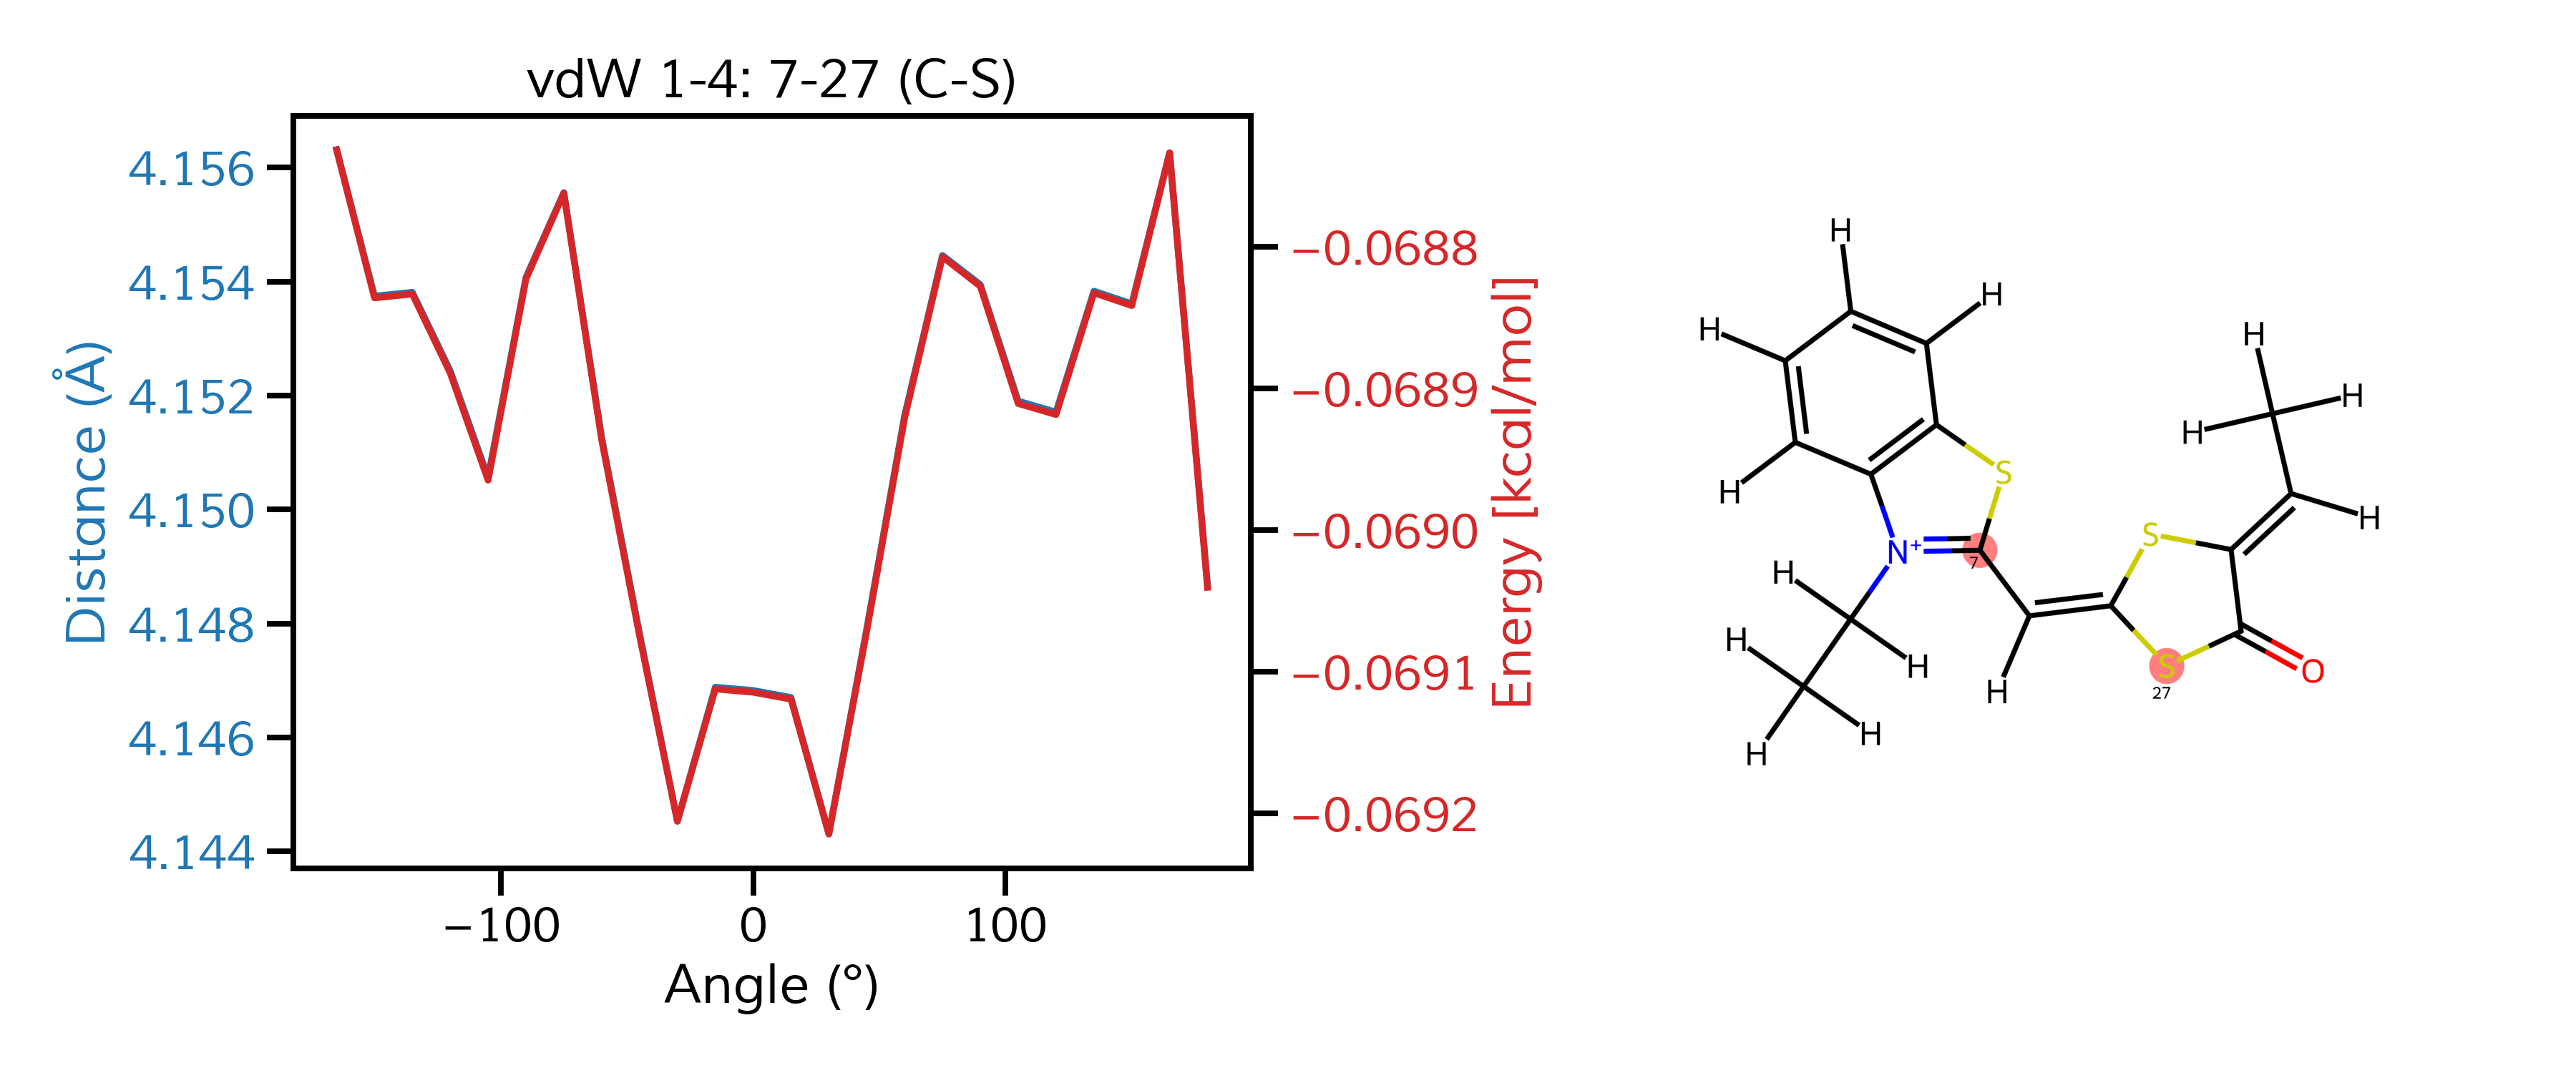 vdW 1-4: 7-27 (C-S)
4.156
4.154
4.152
4.150
4.148
4.146
4.144
Distance (Å)
−100
0
100
Angle (°)
−0.0688
−0.0689
−0.0690
−0.0691
−0.0692
Energy [kcal/mol]
H
H
H
H
H
H
H
S
S
N⁺
7
H
H
H
H
H
H
H
S
27
O